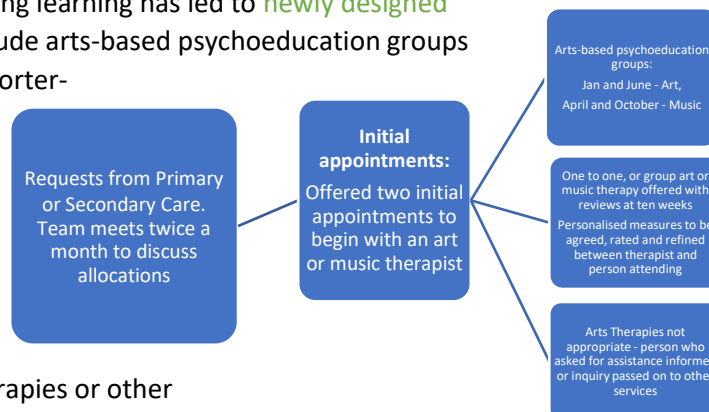 ng learning has led to newly designed
lude arts-based psychoeducation groups
orter-
Requests from Primary
or Secondary Care.
Team meets twice a
month to discuss
allocations
Initial
appointments:
Offered two initial
appointments to
begin with an art
or music therapist
Arts-based psychoeducation
groups:
Jan and June - Art,
April and October - Music
One to one, or group art or
music therapy offered with
reviews at ten weeks
Personalised measures to be
agreed, rated and refined
between therapist and
person attending
Arts Therapies not
appropriate - person who
asked for assistance informe
or inquiry passed on to othe
services
rapies or other